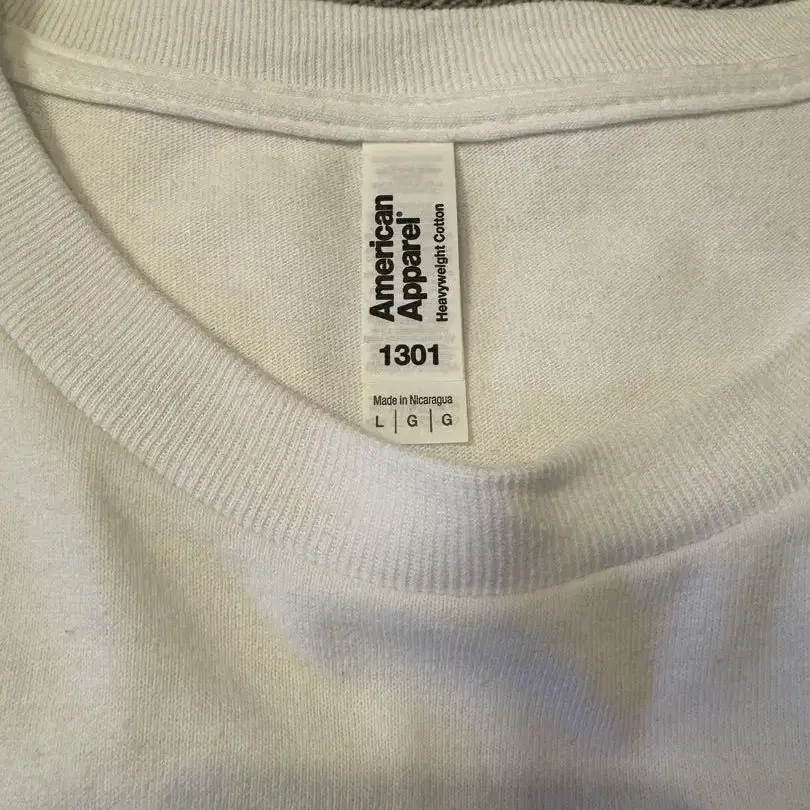 American
Apparel®
Heavyweight Cotton
1301
Made in Nicaragua
L | G | G